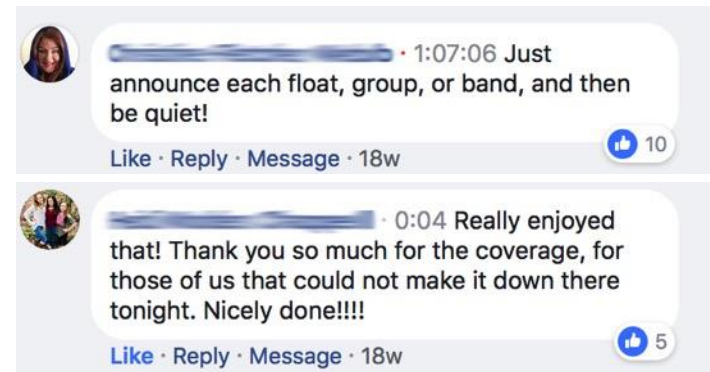 · 1:07:06 Just
announce each float, group, or band, and then
be quiet!
10
Like · Reply · Message · 18w
· 0:04 Really enjoyed
that! Thank you so much for the coverage, for
those of us that could not make it down there
tonight. Nicely done!!!!
5
Like · Reply · Message · 18w